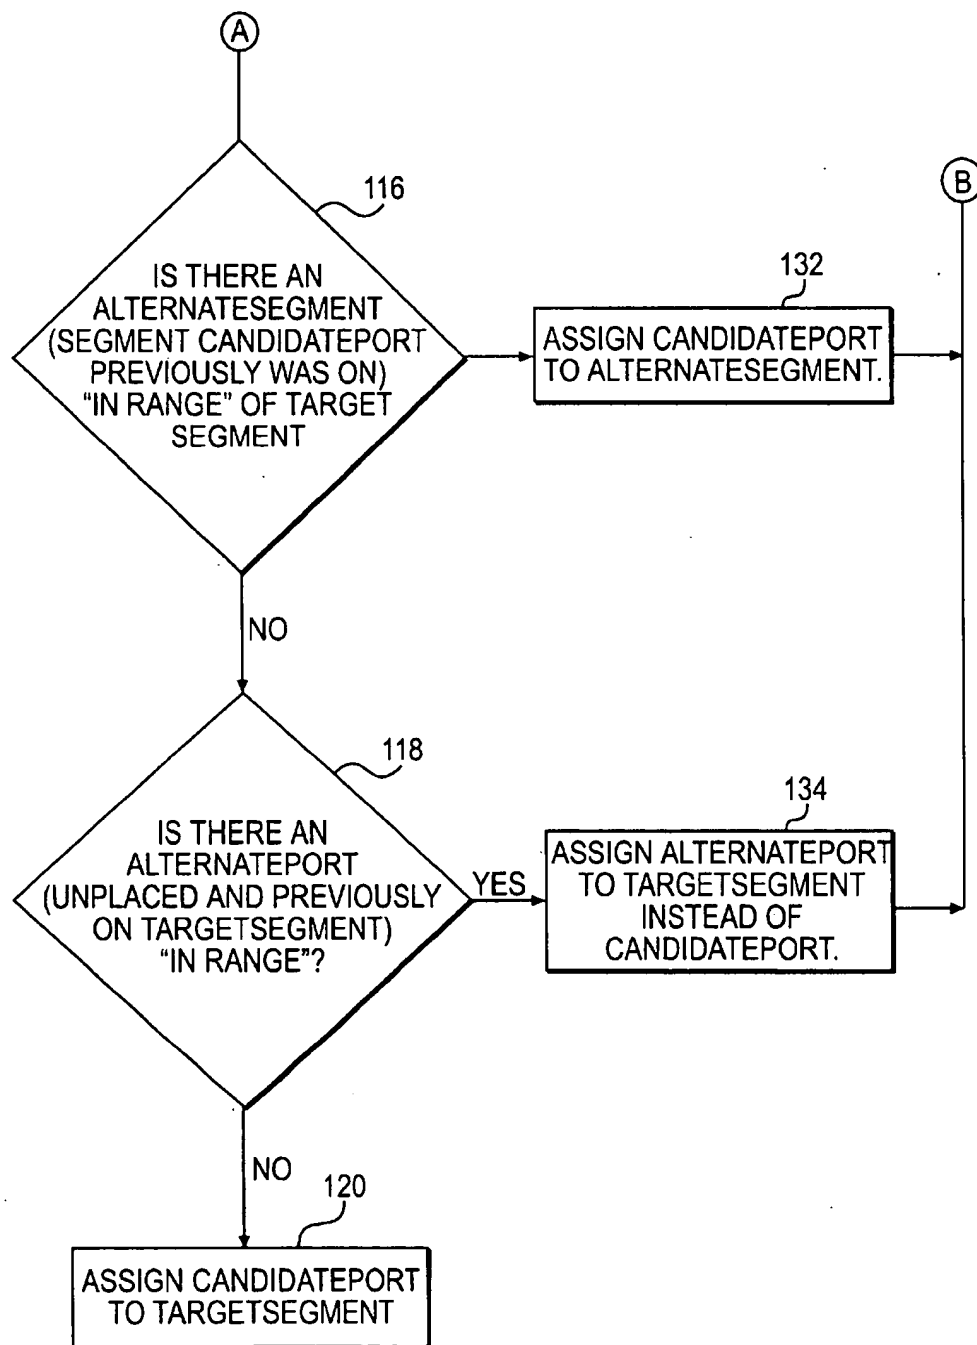 A
116
IS THERE AN
ALTERNATESEGMENT
(SEGMENT CANDIDATEPORT
PREVIOUSLY WAS ON)
“IN RANGE” OF TARGET
SEGMENT
B
132
ASSIGN CANDIDATEPORT
TO ALTERNATESEGMENT.
NO
118
IS THERE AN
ALTERNATEPORT
(UNPLACED AND PREVIOUSLY
ON TARGETSEGMENT)
“IN RANGE”?
YES
134
ASSIGN ALTERNATEPORT
TO TARGETSEGMENT
INSTEAD OF
CANDIDATEPORT.
NO
120
ASSIGN CANDIDATEPORT
TO TARGETSEGMENT